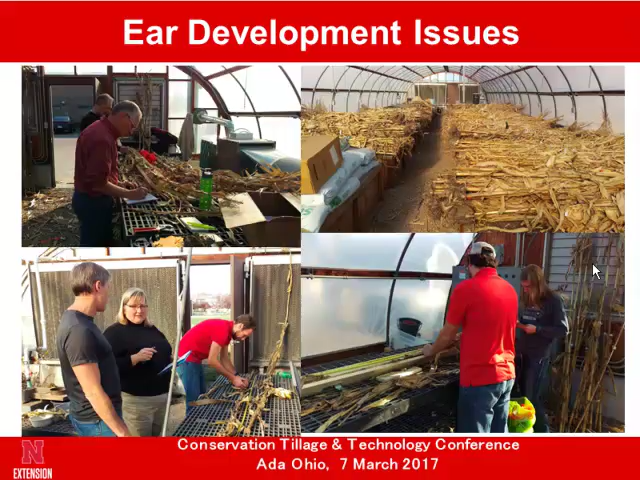 Ear Development Issues
Conservation Tillage & Technology Conference
Ada Ohio, 7 March 2017
N
EXTENSION